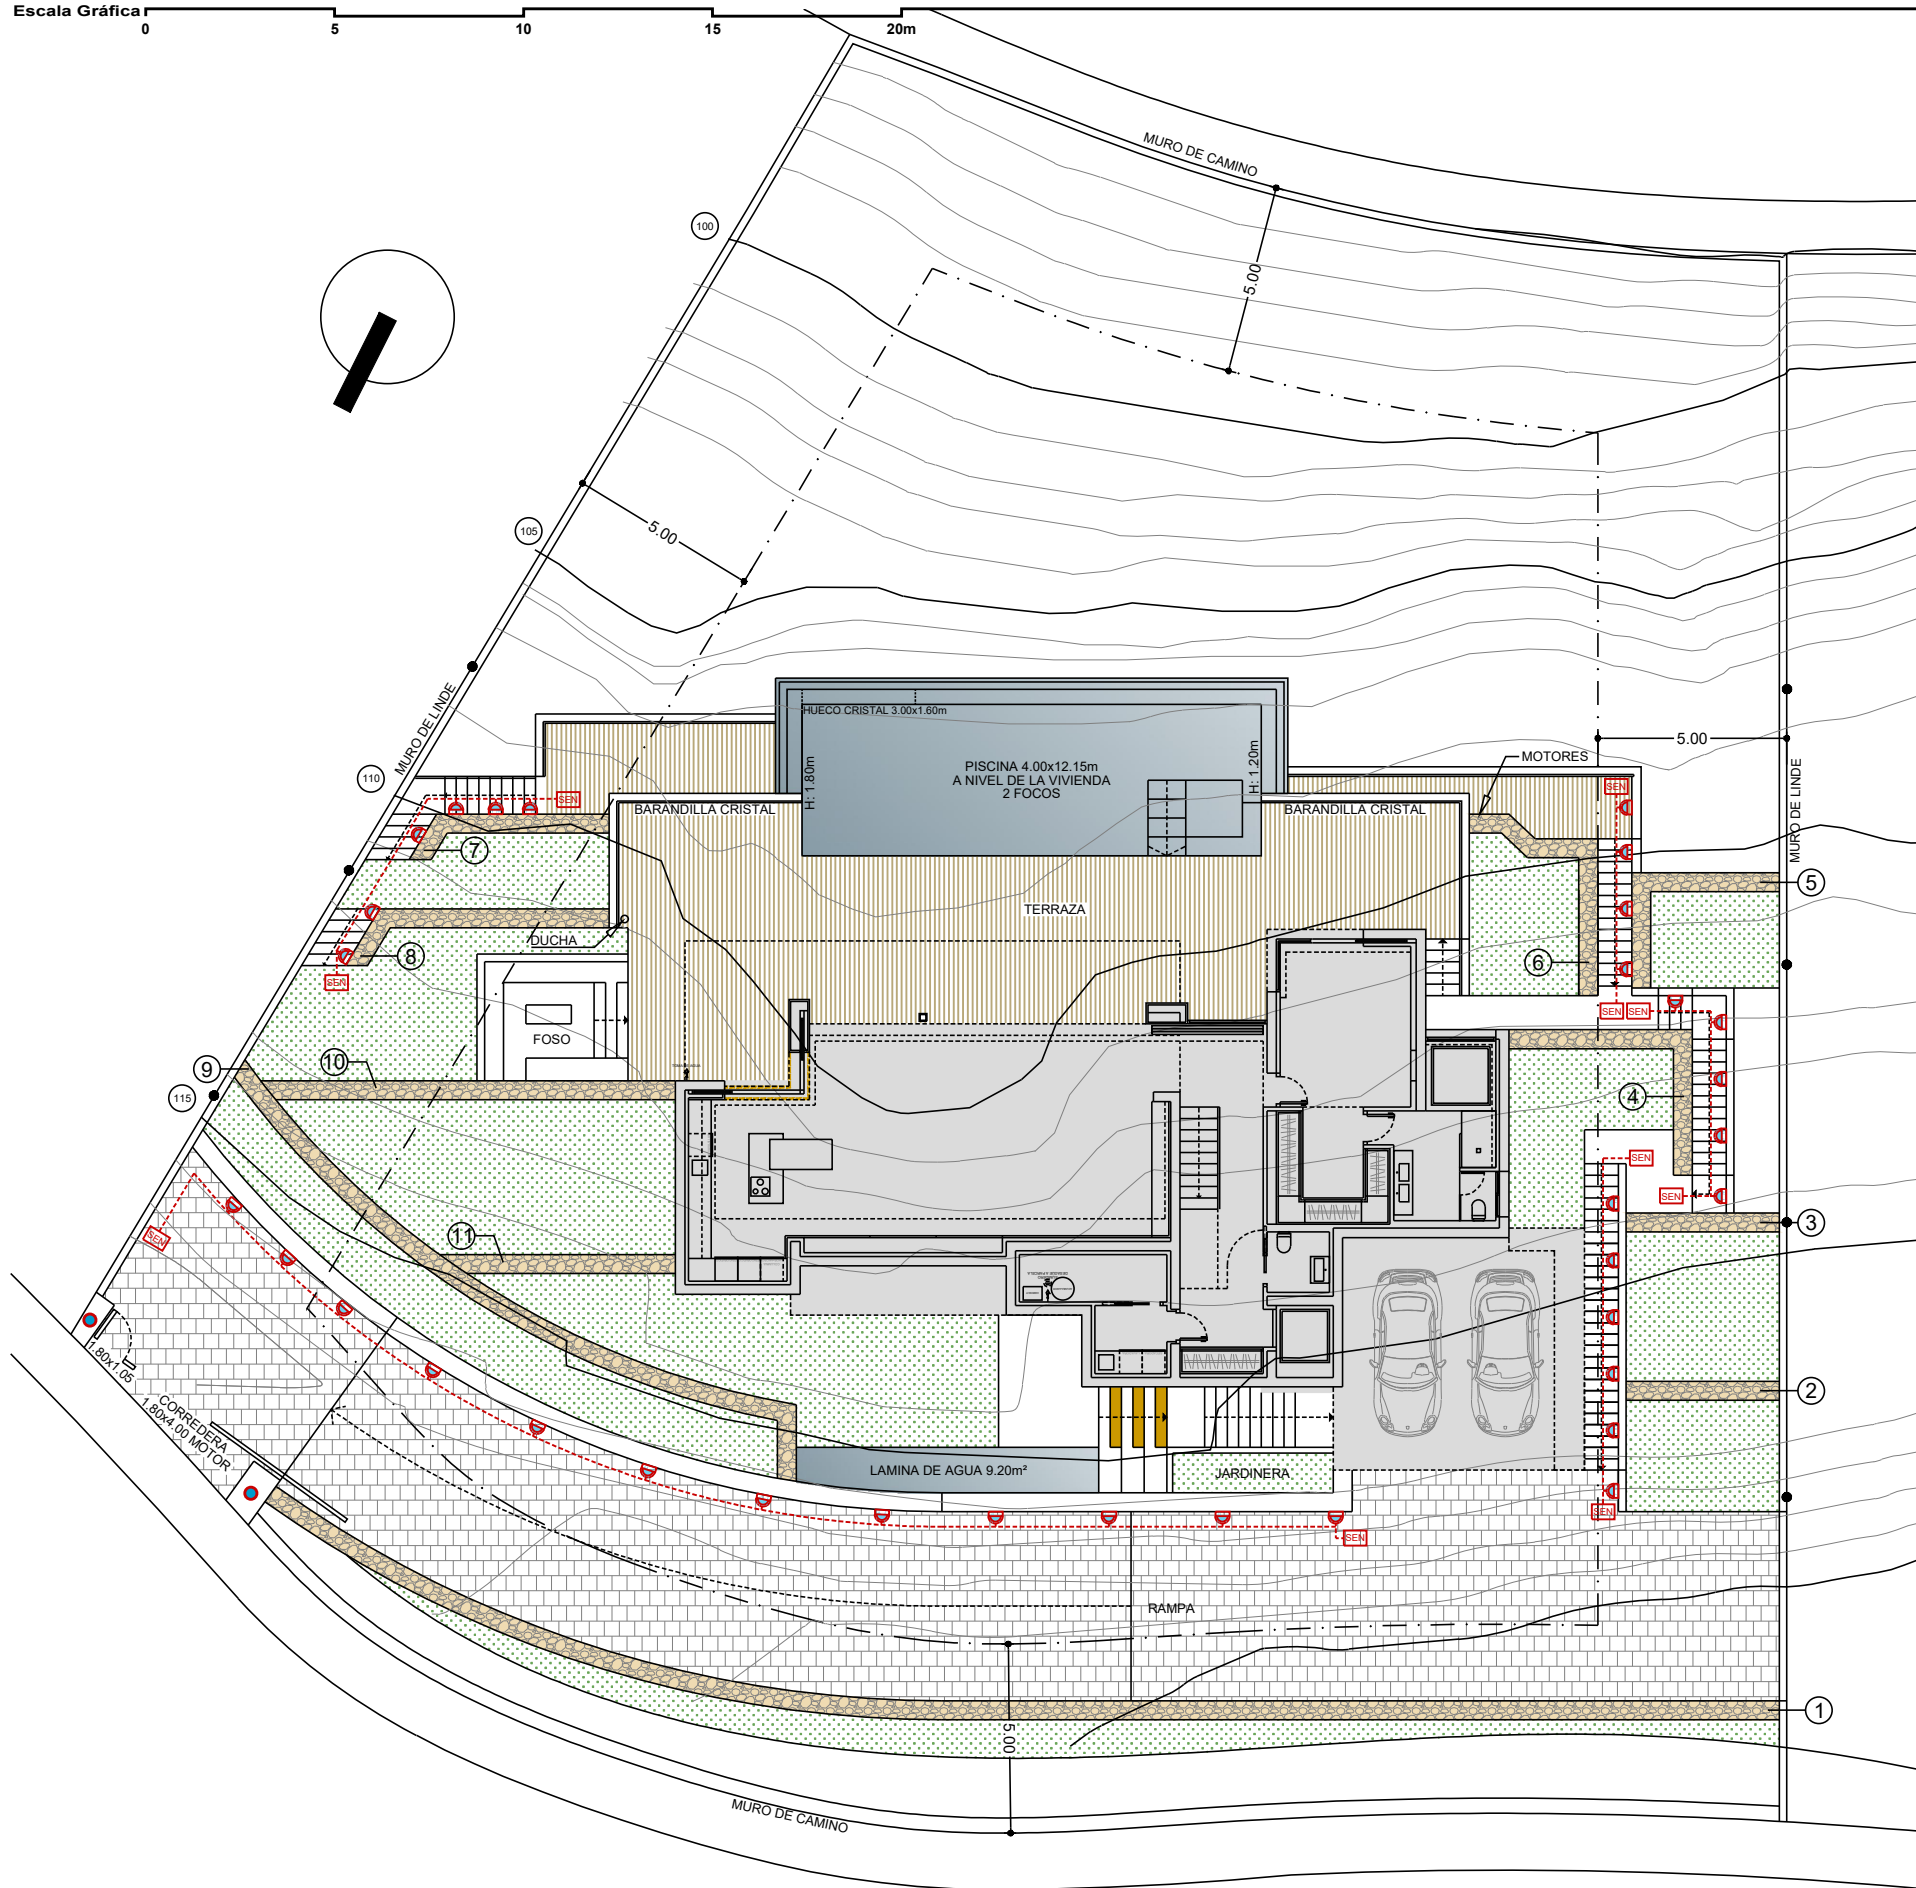 Escala Gráfica
0
5
10
15
20m
MURO DE CAMINO
100
5.00
105
5.00
MURO DE LINDE
HUECO CRISTAL 3.00x1.60m
5.00
MOTORES
PISCINA 4.00x12.15m
A NIVEL DE LA VIVIENDA
2 FOCOS
H: 1.80m
H: 1.20m
110
SEN
SEN
BARANDILLA CRISTAL
BARANDILLA CRISTAL
MURO DE LINDE
7
5
TERRAZA
DUCHA
8
6
SEN
SEN
SEN
FOSO
10
9
115
4
SEN
SEN
11
3
SEN
1.80x1.05
CORREDERA
1.80x4.00 MOTOR
2
LAMINA DE AGUA 9.20m²
JARDINERA
SEN
SEN
RAMPA
1
5.00
MURO DE CAMINO